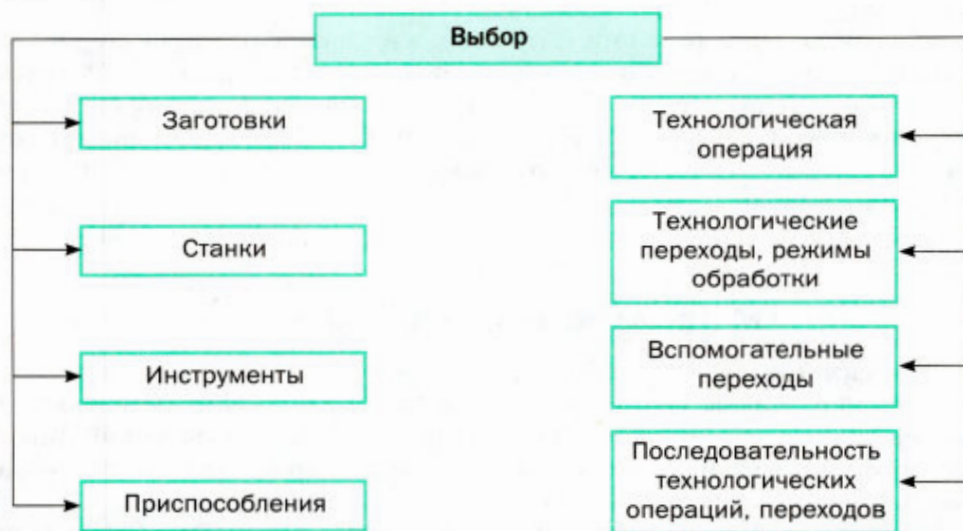 Выбор
Заготовки
Станки
Инструменты
Приспособления
Технологическая
операция
Технологические
переходы, режимы
обработки
Вспомогательные
переходы
Последовательность
технологических
операций, переходов